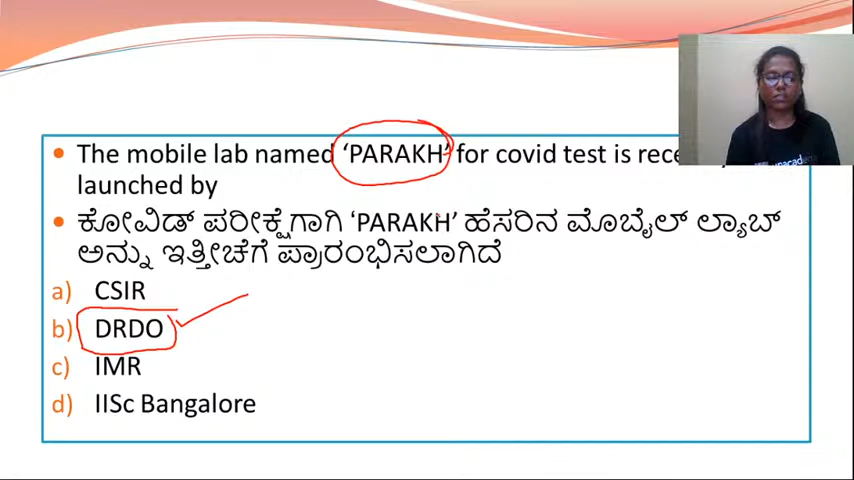 The mobile lab named ‘PARAKH’ for covid test is
launched by
ಕೋವಿಡ್ ಪರೀಕ್ಷೆಗಾಗಿ ‘PARAKH’ ಹೆಸರಿನ ಮೊಬೈಲ್ ಲ್ಯಾಬ್
ಅನ್ನು ಇತ್ತೀಚೆಗೆ ಪ್ರಾರಂಭಿಸಲಾಗಿದೆ
a) CSIR
b) DRDO
c) IMR
d) IISc Bangalore